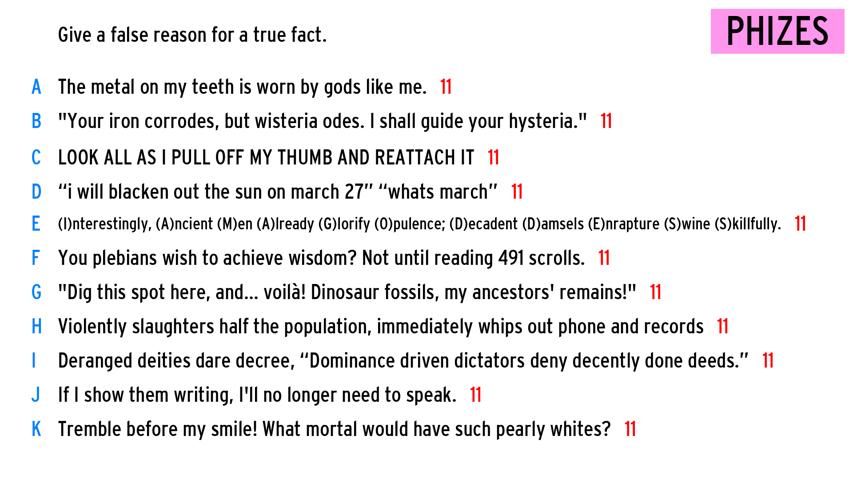 Give a false reason for a true fact.
PHIZES
A The metal on my teeth is worn by gods like me. 11
B "Your iron corrodes, but wisteria odes. I shall guide your hysteria." 11
C LOOK ALL AS I PULL OFF MY THUMB AND REATTACH IT 11
D “i will blacken out the sun on march 27” “whats march” 11
E (I)nterestingly, (A)ncient (M)en (A)lready (G)lorify (O)pulence; (D)ecadent (D)amsels (E)nrapture (S)wine (S)killfully. 11
F You plebians wish to achieve wisdom? Not until reading 491 scrolls. 11
G "Dig this spot here, and... voilà! Dinosaur fossils, my ancestors' remains!" 11
H Violently slaughters half the population, immediately whips out phone and records 11
I Deranged deities dare decree, “Dominance driven dictators deny decently done deeds.” 11
J If I show them writing, I'll no longer need to speak. 11
K Tremble before my smile! What mortal would have such pearly whites? 11